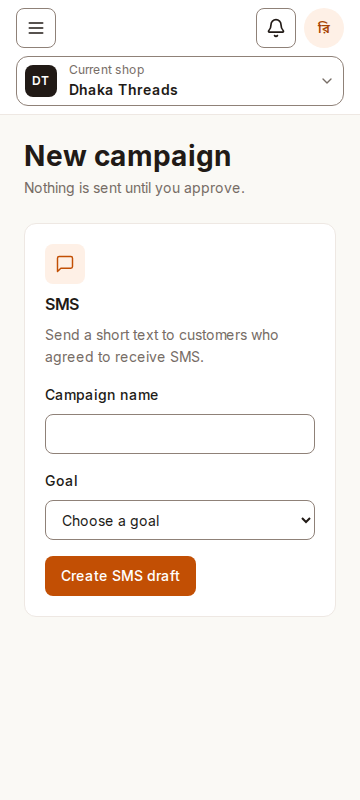 রি
DT
Current shop
Dhaka Threads
New campaign
Nothing is sent until you approve.
SMS
Send a short text to customers who
agreed to receive SMS.
Campaign name
Goal
Choose a goal
Create SMS draft